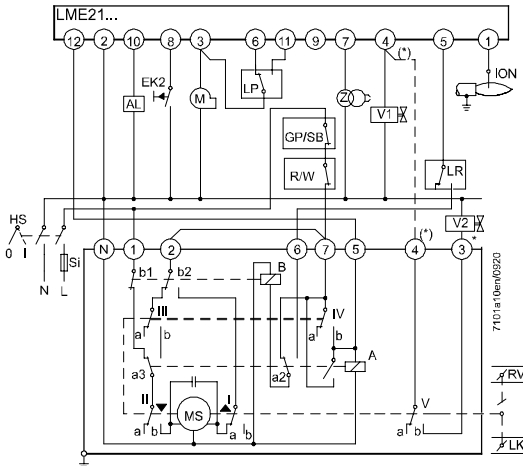 LME21...
12 2 10 8 3 6 11 9 7 4 (*) 5 1
EK2
ION
AL
M
LP
Z
V1
GP/SB
R/W
LR
HS
V2
0 I
Si
(*)
*
N L
N 1 2 6 7 5 4 3
b1 b2 B
III IV
a b a b
A
a3 a2
II I V
MS
a b a b a b
RV
LK
7101a10en/0920